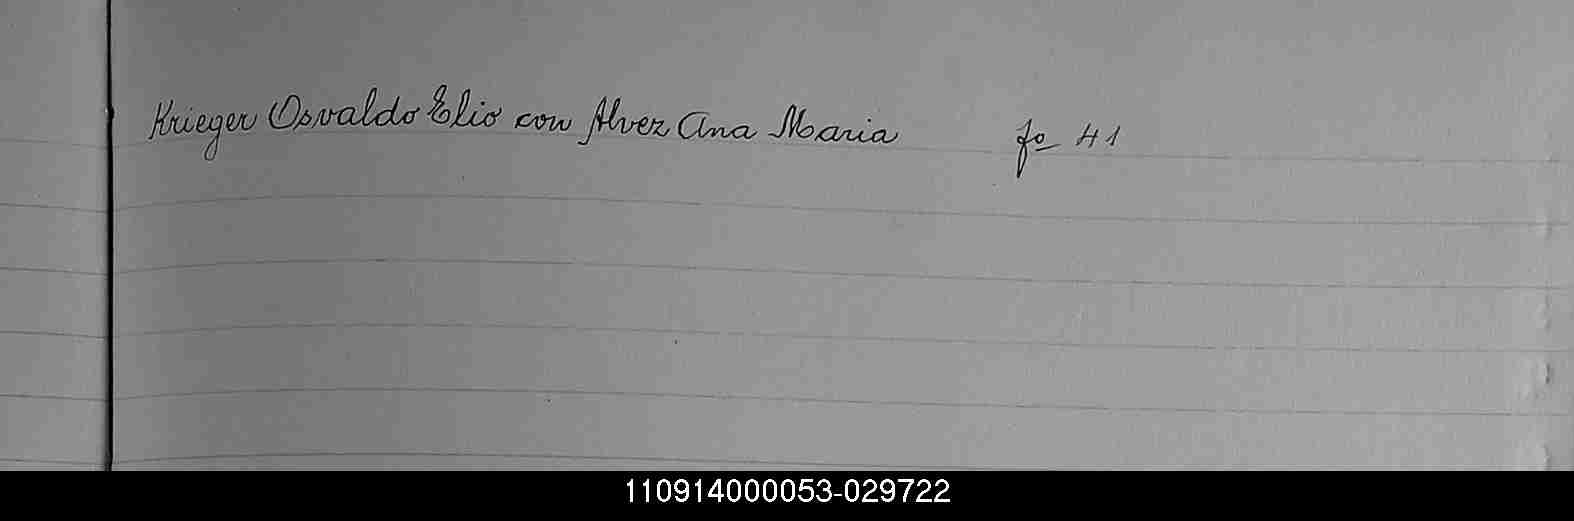 Krieger Osvaldo Elio con Alvez Ana Maria fo 41
110914000053-029722